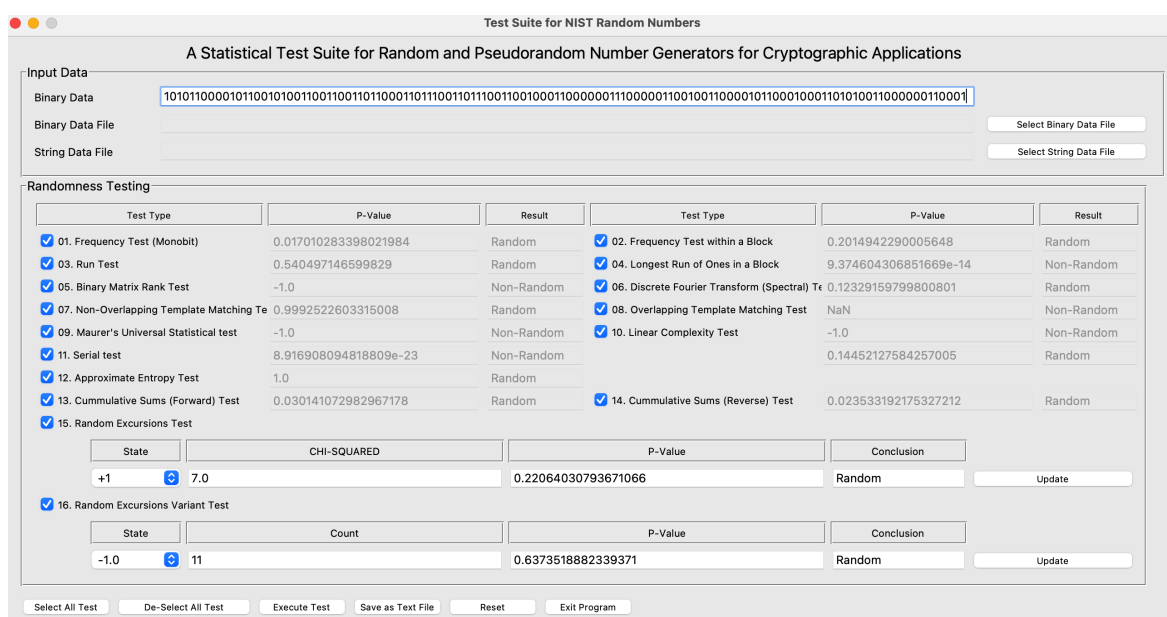 Test Suite for NIST Random Numbers
A Statistical Test Suite for Random and Pseudorandom Number Generators for Cryptographic Applications
Input Data
Binary Data 10101100001011001010011001100110110001101110011011100110010001100000011100000110010011000010110001000110101001100000011 0001
Binary Data File Select Binary Data File
String Data File Select String Data File
Randomness Testing
Test Type P-Value Result Test Type P-Value Result
01. Frequency Test (Monobit) 0.017010283398021984 Random 02. Frequency Test within a Block 0.2014942290005648 Random
03. Run Test 0.540497146599829 Random 04. Longest Run of Ones in a Block 9.374604306851669e-14 Non-Random
05. Binary Matrix Rank Test -1.0 Non-Random 06. Discrete Fourier Transform (Spectral) Te 0.12329159799800801 Random
07. Non-Overlapping Template Matching Te 0.9992522603315008 Random 08. Overlapping Template Matching Test NaN Non-Random
09. Maurer's Universal Statistical test -1.0 Non-Random 10. Linear Complexity Test -1.0 Non-Random
11. Serial test 8.916908094818809e-23 Non-Random 0.14452127584257005 Random
12. Approximate Entropy Test 1.0 Random
13. Cummulative Sums (Forward) Test 0.030141072982967178 Random 14. Cummulative Sums (Reverse) Test 0.023533192175327212 Random
15. Random Excursions Test
State CHI-SQUARED P-Value Conclusion
+1 7.0 0.22064030793671066 Random Update
16. Random Excursions Variant Test
State Count P-Value Conclusion
-1.0 11 0.6373518882339371 Random Update
Select All Test De-Select All Test Execute Test Save as Text File Reset Exit Program